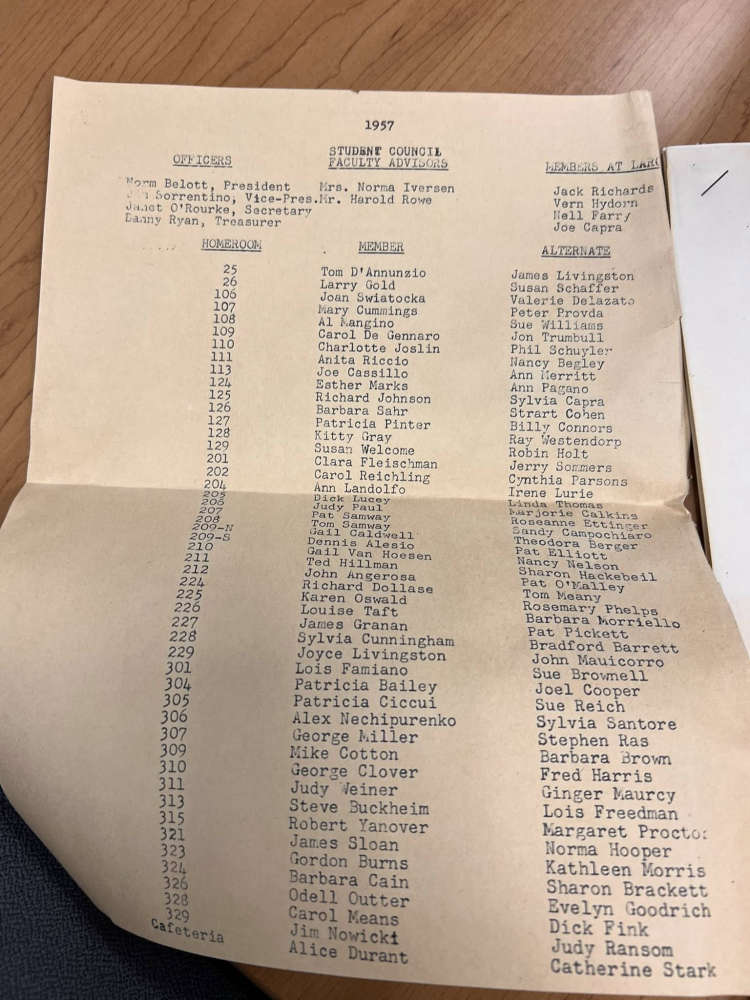 1957
STUDENT COUNCIL
OFFICERS FACULTY ADVISORS MEMBERS AT LARG
Norm Belott, President Mrs. Norma Iversen Jack Richards
Sorrentino, Vice-Pres. Mr. Harold Rowe Vern Hydorn
Janet O'Rourke, Secretary Nell Farry
Danny Ryan, Treasurer Joe Capra
HOMEROOM MEMBER ALTERNATE
25 Tom D'Annunzio James Livingston
26 Larry Gold Susan Schaffer
106 Joan Swiatocka Valerie Delazato
107 Mary Cummings Peter Provda
108 Al Mangino Sue Williams
109 Carol De Gennaro Jon Trumbull
110 Charlotte Joslin Phil Schuyler
111 Anita Riccio Nancy Begley
113 Joe Cassillo Ann Merritt
124 Esther Marks Ann Pagano
125 Richard Johnson Sylvia Capra
126 Barbara Sahr Strart Cohen
127 Patricia Pinter Billy Connors
128 Kitty Gray Ray Westendorp
129 Susan Welcome Robin Holt
201 Clara Fleischman Jerry Sommers
202 Carol Reichling Cynthia Parsons
204 Ann Landolfo Irene Lurie
205 Dick Lucey Linda Thomas
206 Judy Paul Marjorie Calkins
207 Pat Samway Roseanne Ettinger
208 Tom Samway Sandy Campochiaro
209-N Gail Caldwell Theodora Berger
209-S Dennis Alesio Pat Elliott
210 Gail Van Hoesen Nancy Nelson
211 Ted Hillman Sharon Hackebeil
212 John Angerosa Pat O'Malley
224 Richard Dollase Tom Meany
225 Karen Oswald Rosemary Phelps
226 Louise Taft Barbara Morriello
227 James Granan Pat Pickett
228 Sylvia Cunningham Bradford Barrett
229 Joyce Livingston John Mauicorro
301 Lois Famiano Sue Brownell
304 Patricia Bailey Joel Cooper
305 Patricia Ciccui Sue Reich
306 Alex Nechipurenko Sylvia Santore
307 George Miller Stephen Ras
309 Mike Cotton Barbara Brown
310 George Clover Fred Harris
311 Judy Weiner Ginger Maurcy
313 Steve Buckheim Lois Freedman
315 Robert Yanover Margaret Proctor
321 James Sloan Norma Hooper
323 Gordon Burns Kathleen Morris
324 Barbara Cain Sharon Brackett
326 Odell Outter Evelyn Goodrich
328 Carol Means Dick Fink
329 Jim Nowicki Judy Ransom
Cafeteria Alice Durant Catherine Stark